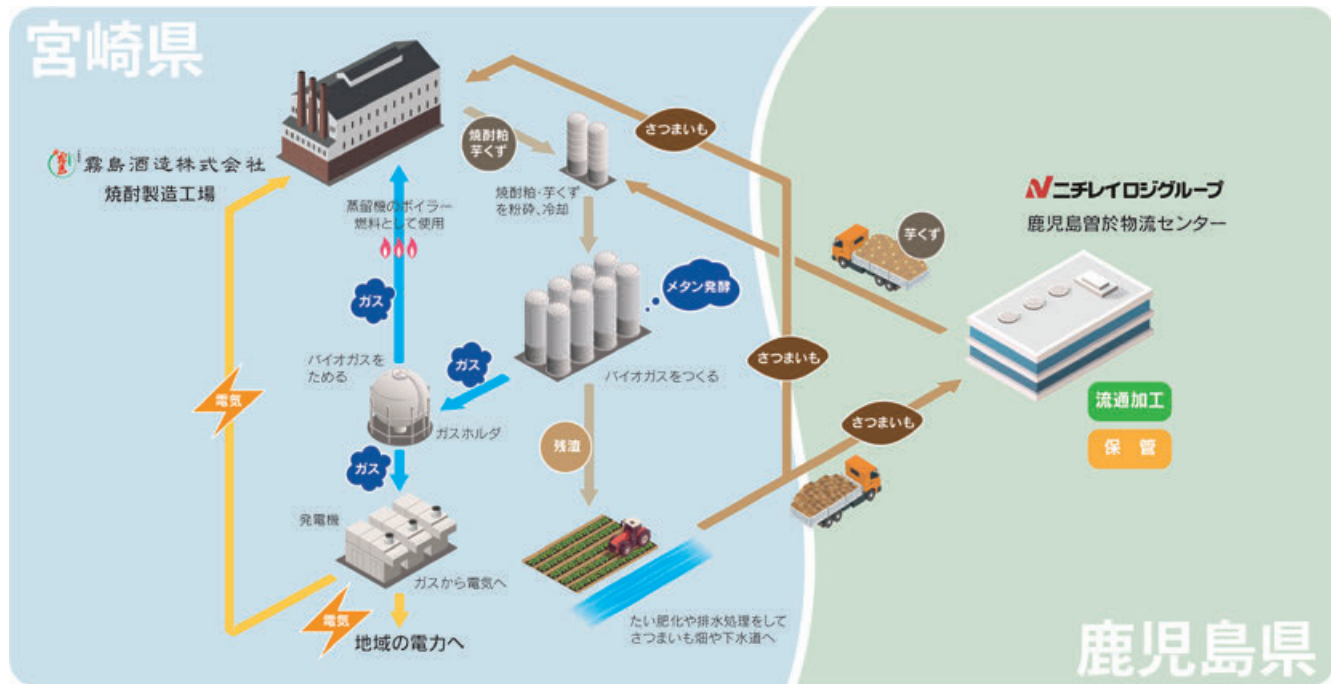 宮崎県
霧島酒造株式会社
焼酎製造工場
焼酎粕
芋くず
焼酎粕・芋くず
を粉砕、冷却
さつまいも
ニチレイロジグループ
鹿児島曽於物流センター
芋くず
蒸留機のボイラー
燃料として使用
ガス
メタン発酵
バイオガスを
ためる
ガス
バイオガスをつくる
さつまいも
流通加工
保 管
電気
ガスホルダ
残渣
さつまいも
ガス
発電機
ガスから電気へ
電気
地域の電力へ
たい肥化や排水処理をして
さつまいも畑や下水道へ
鹿児島県